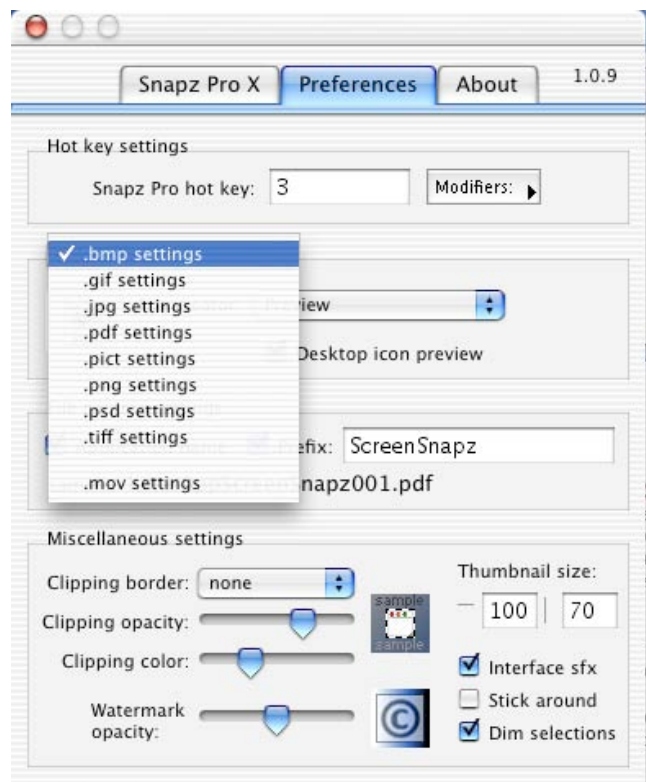 Snapz Pro X Preferences About 1.0.9
Hot key settings
Snapz Pro hot key: 3 Modifiers:
.bmp settings
.gif settings
.jpg settings
.pdf settings
.pict settings
.png settings
.psd settings
.tiff settings
.mov settings
Desktop icon preview
Prefix: ScreenSnapz
ScreenSnapz001.pdf
Miscellaneous settings
Clipping border: none
Clipping opacity:
Clipping color:
Watermark
opacity:
sample
sample
©
Thumbnail size:
100 70
Interface sfx
Stick around
Dim selections